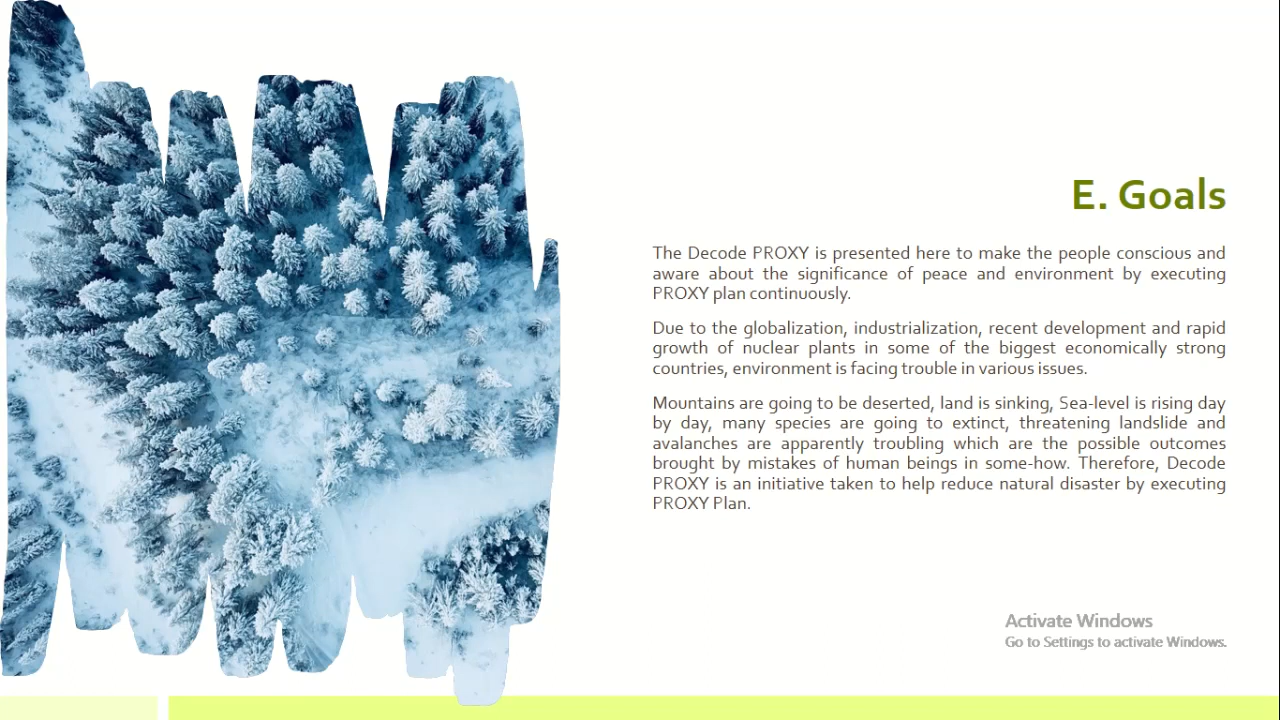 E. Goals
The Decode PROXY is presented here to make the people conscious and
aware about the significance of peace and environment by executing
PROXY plan continuously.
Due to the globalization, industrialization, recent development and rapid
growth of nuclear plants in some of the biggest economically strong
countries, environment is facing trouble in various issues.
Mountains are going to be deserted, land is sinking, Sea-level is rising day
by day, many species are going to extinct, threatening landslide and
avalanches are apparently troubling which are the possible outcomes
brought by mistakes of human beings in some-how. Therefore, Decode
PROXY is an initiative taken to help reduce natural disaster by executing
PROXY Plan.
Activate Windows
Go to Settings to activate Windows.